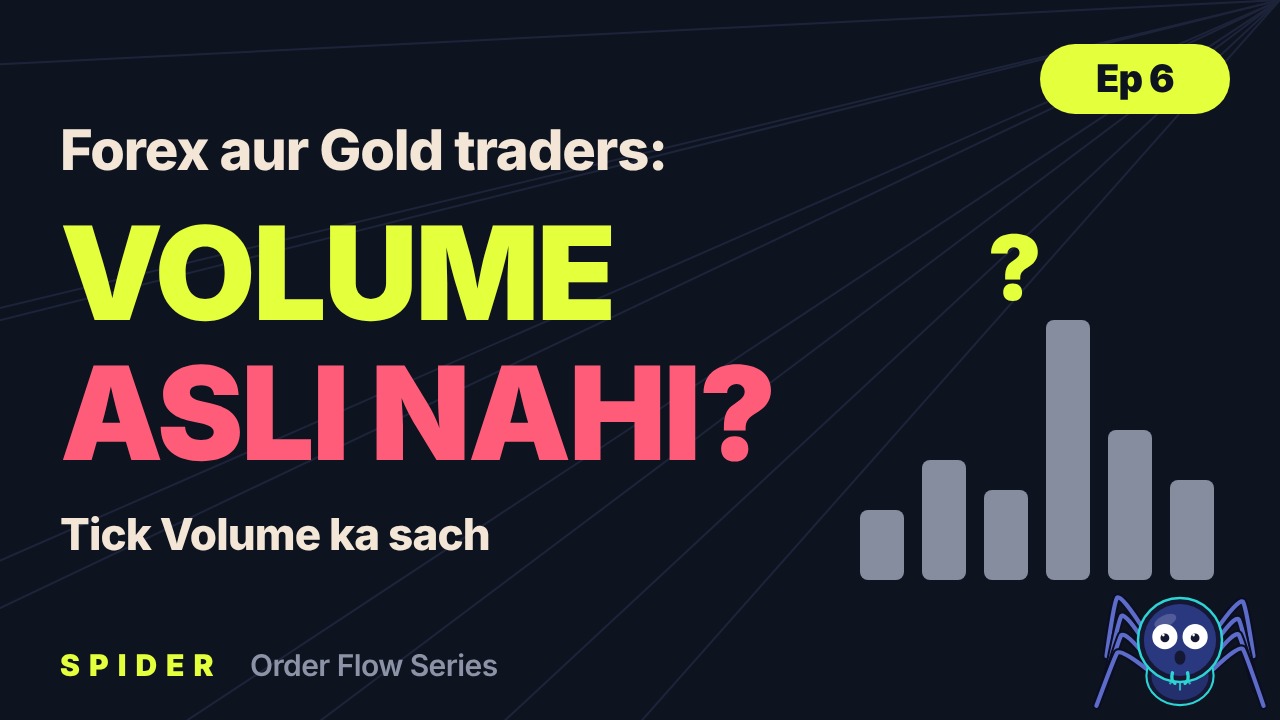 Ep 6
Forex aur Gold traders:
VOLUME
ASLI NAHI?
?
Tick Volume ka sach
SPIDER Order Flow Series